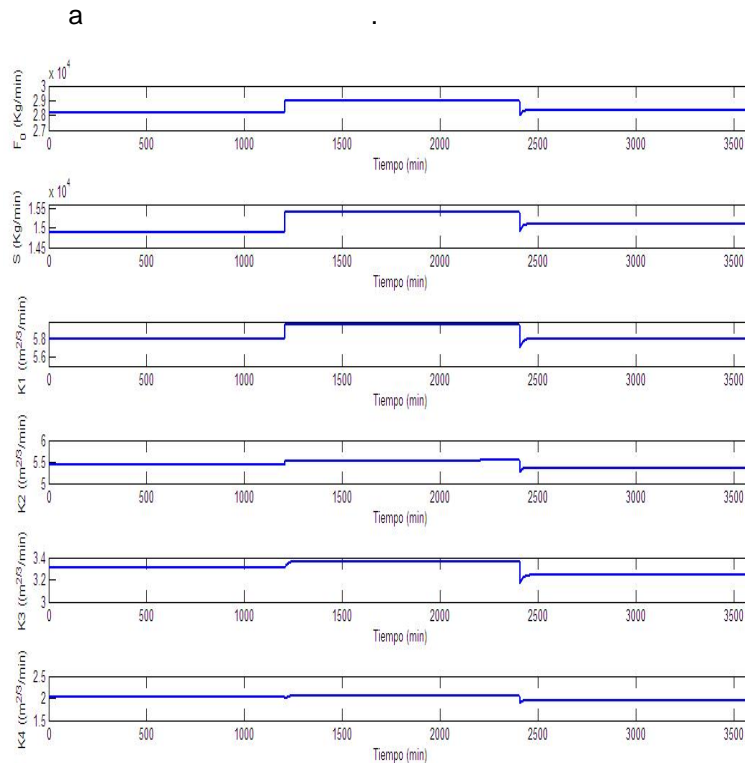 a .
x 10^4
3
2.9
2.8
2.7
F_0 (Kg/min)
0 500 1000 1500 2000 2500 3000 3500
Tiempo (min)
x 10^4
1.55
1.5
1.45
S (Kg/min)
0 500 1000 1500 2000 2500 3000 3500
Tiempo (min)
5.8
5.6
K1 ((m^2/3/min)
0 500 1000 1500 2000 2500 3000 3500
Tiempo (min)
6
5.5
5
K2 ((m^2/3/min)
0 500 1000 1500 2000 2500 3000 3500
Tiempo (min)
3.4
3.2
3
K3 ((m^2/3/min)
0 500 1000 1500 2000 2500 3000 3500
Tiempo (min)
2.5
2
1.5
K4 ((m^2/3/min)
0 500 1000 1500 2000 2500 3000 3500
Tiempo (min)